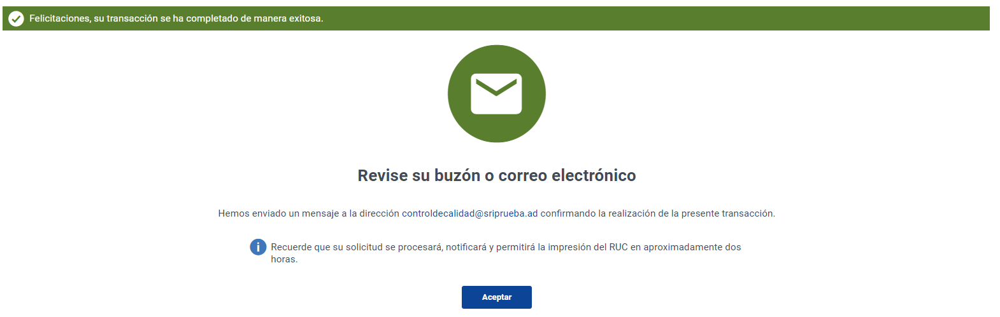 Felicitaciones, su transacción se ha completado de manera exitosa.
Revise su buzón o correo electrónico
Hemos enviado un mensaje a la dirección controldecalidad@sriprueba.ad confirmando la realización de la presente transacción.
Recuerde que su solicitud se procesará, notificará y permitirá la impresión del RUC en aproximadamente dos
horas.
Aceptar